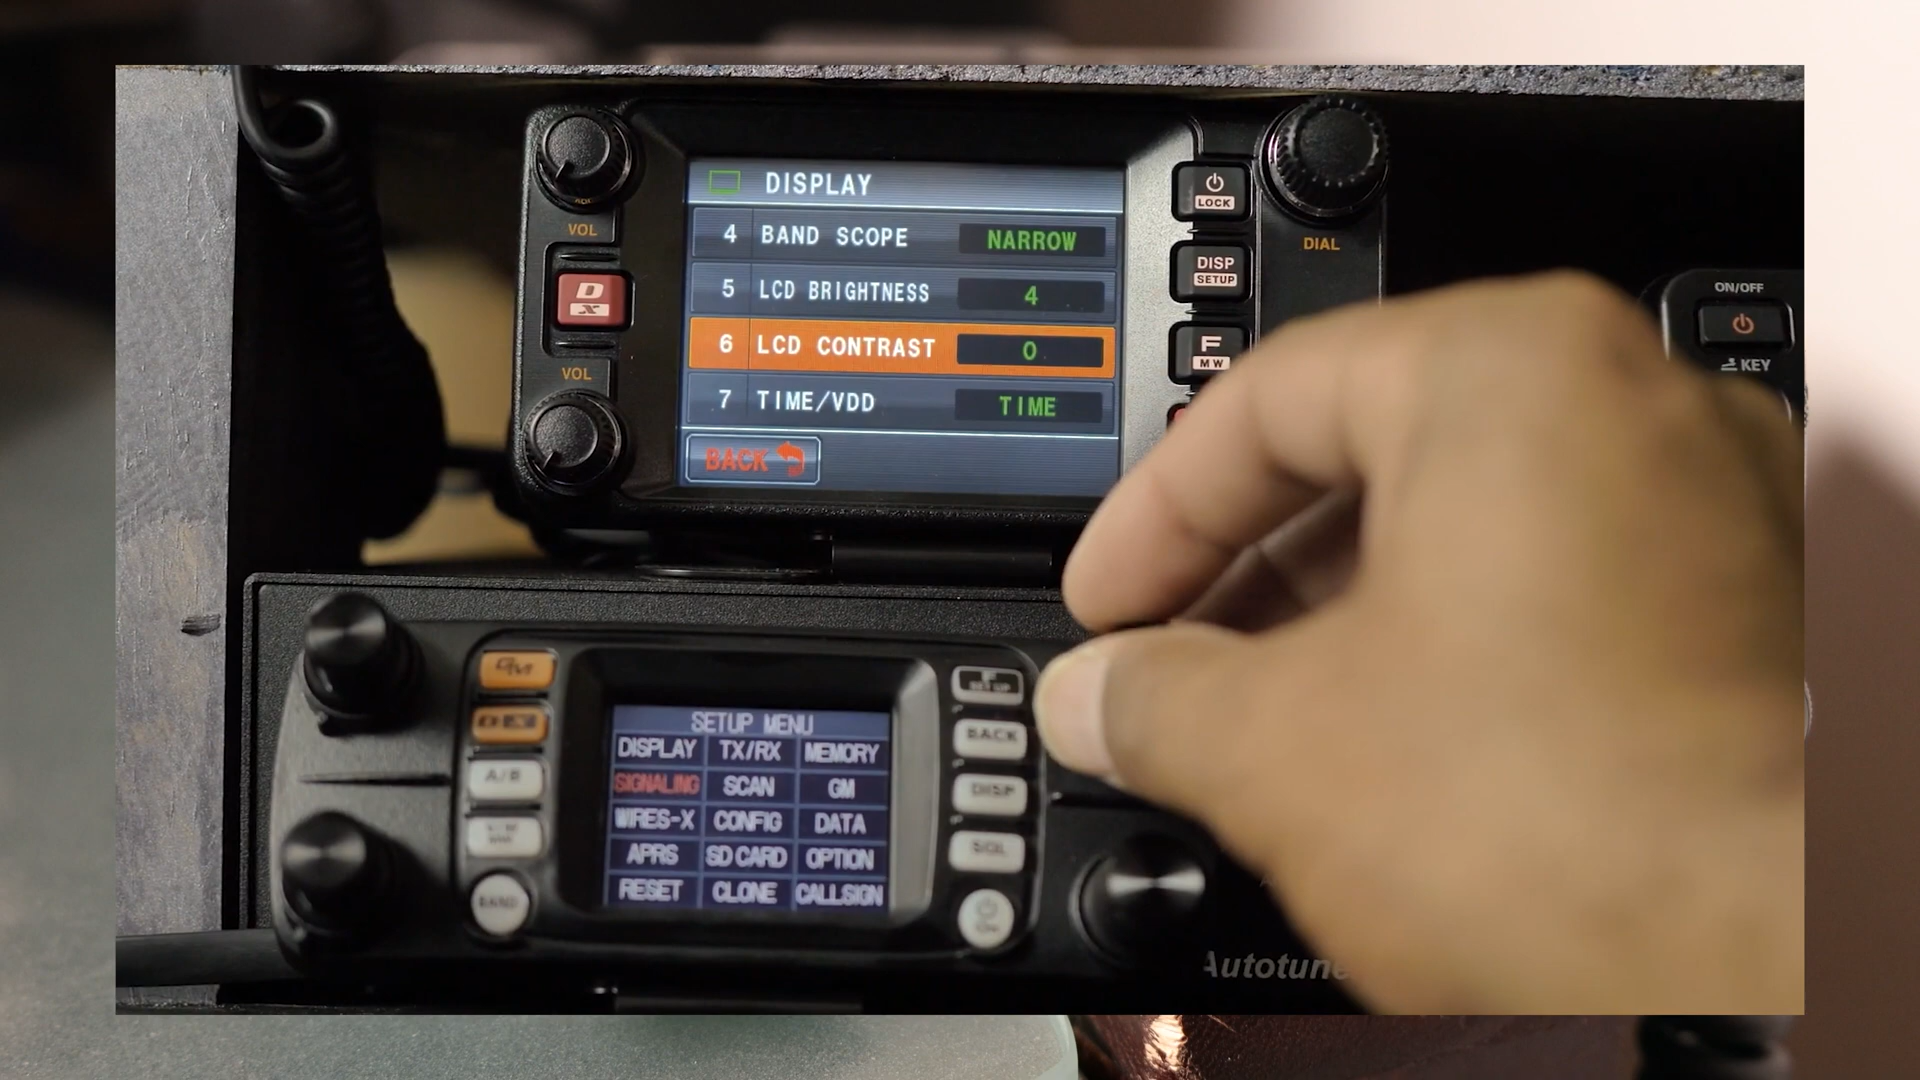 DISPLAY
4 BAND SCOPE NARROW
5 LCD BRIGHTNESS 4
6 LCD CONTRAST 0
7 TIME/VDD TIME
BACK
VOL
D
X
VOL
LOCK
DISP
SETUP
F
MW
DIAL
ON/OFF
KEY
GM
A/B
BAND
SETUP MENU
DISPLAY TX/RX MEMORY
SIGNALING SCAN GM
WIRES-X CONFIG DATA
APRS SD CARD OPTION
RESET CLONE CALLSIGN
F
SETUP
BACK
DISP
SQL
Autotune